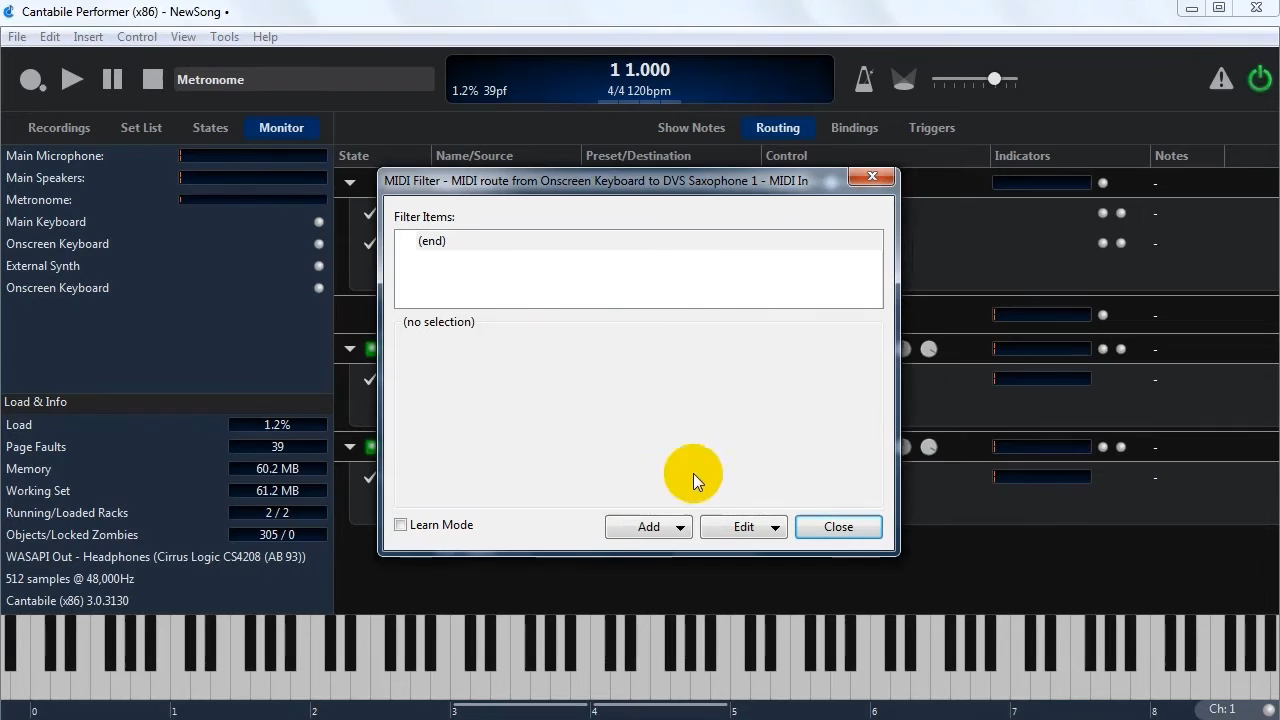 Cantabile Performer (x86) - NewSong •
File Edit Insert Control View Tools Help
Metronome
1 1.000
1.2% 39pf
4/4 120bpm
Recordings Set List States Monitor
Show Notes Routing Bindings Triggers
Main Microphone:
Main Speakers:
Metronome:
Main Keyboard
Onscreen Keyboard
External Synth
Onscreen Keyboard
State Name/Source Preset/Destination Control Indicators Notes
-
-
-
-
-
-
-
-
MIDI Filter - MIDI route from Onscreen Keyboard to DVS Saxophone 1 - MIDI In
Filter Items:
(end)
(no selection)
Learn Mode
Add Edit Close
Load & Info
Load 1.2%
Page Faults 39
Memory 60.2 MB
Working Set 61.2 MB
Running/Loaded Racks 2 / 2
Objects/Locked Zombies 305 / 0
WASAPI Out - Headphones (Cirrus Logic CS4208 (AB 93))
512 samples @ 48,000Hz
Cantabile (x86) 3.0.3130
0 1 2 3 4 5 6 7 8 Ch: 1